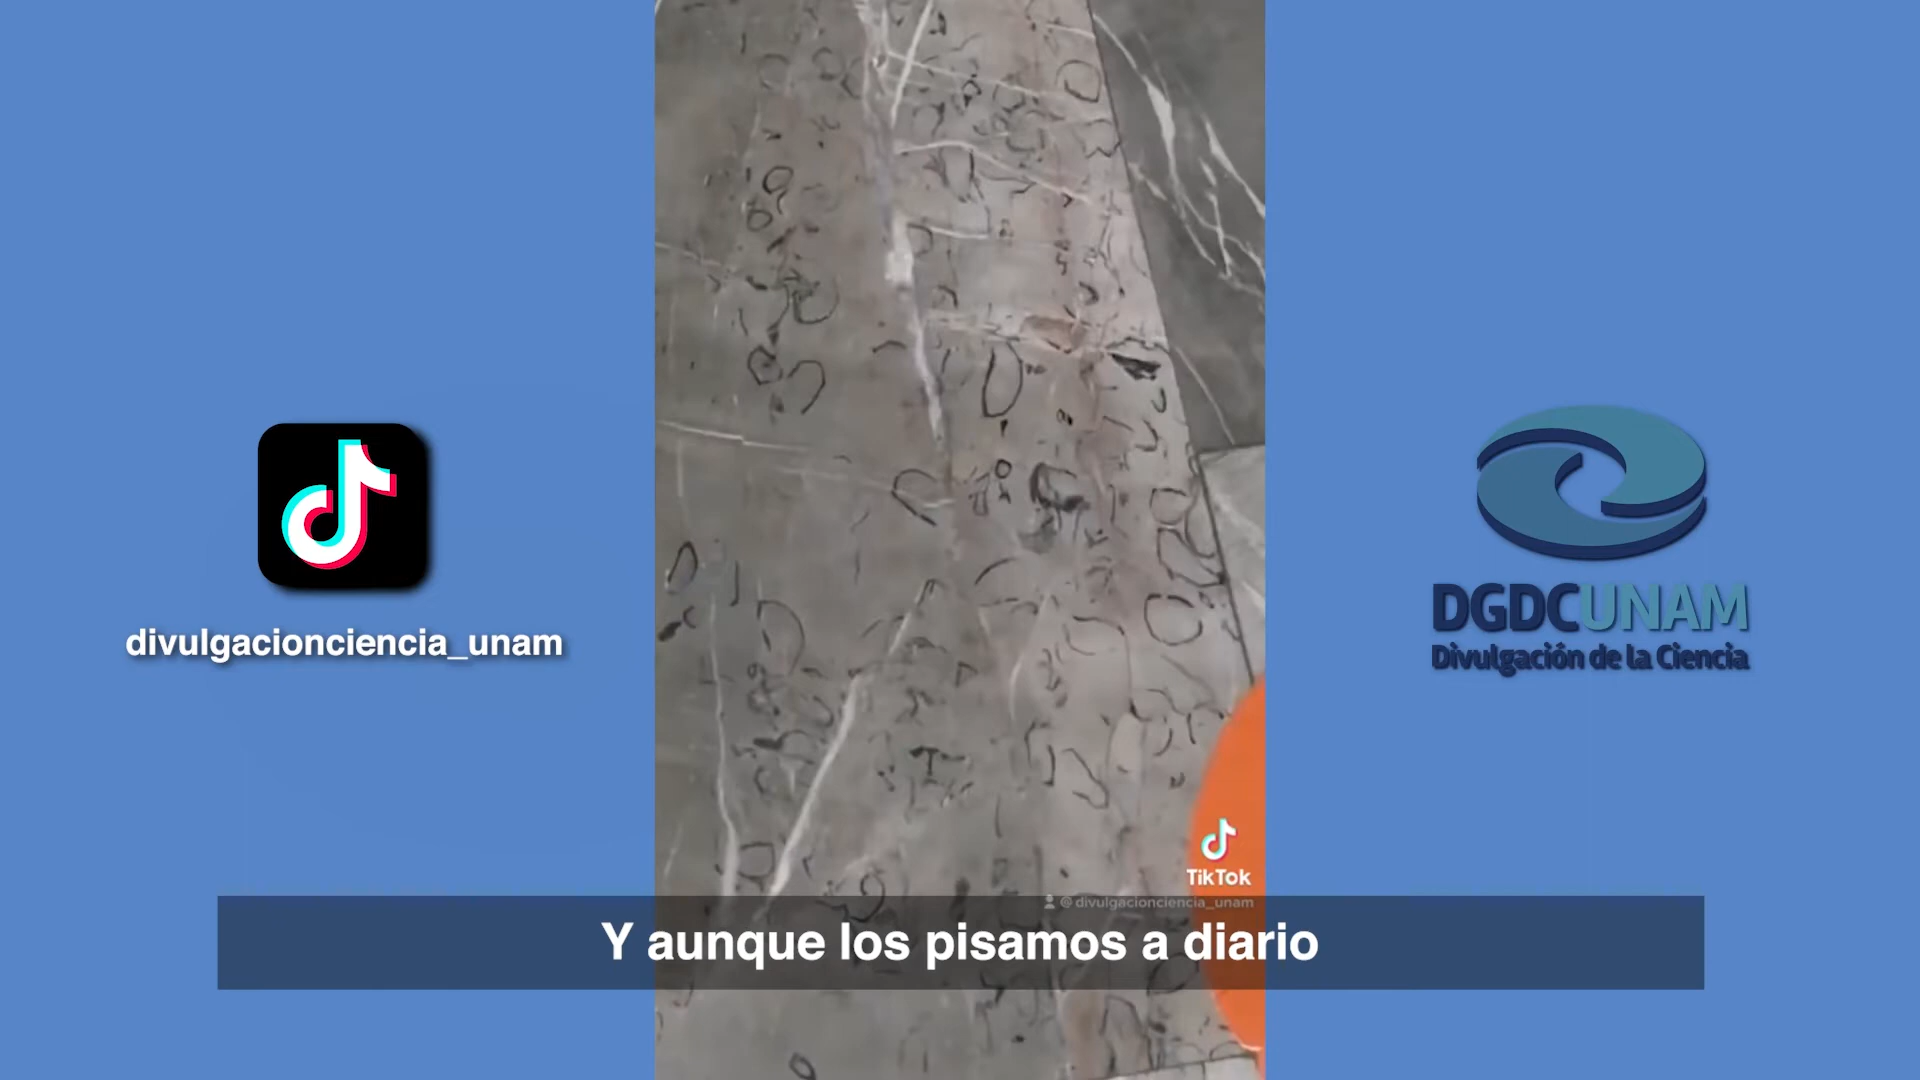 divulgacionciencia_unam
DGDCUNAM
Divulgación de la Ciencia
TikTok
@divulgacionciencia_unam
Y aunque los pisamos a diario